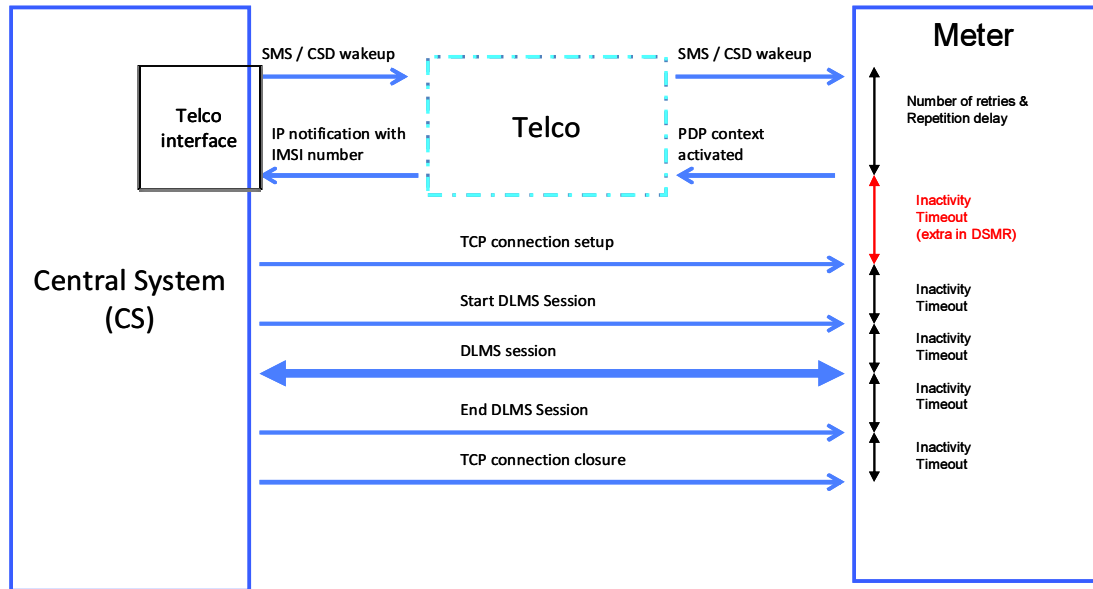 Meter
SMS / CSD wakeup
SMS / CSD wakeup
Telco
interface
Telco
Number of retries &
Repetition delay
IP notification with
IMSI number
PDP context
activated
Inactivity
Timeout
(extra in DSMR)
TCP connection setup
Central System
(CS)
Start DLMS Session
Inactivity
Timeout
DLMS session
Inactivity
Timeout
End DLMS Session
Inactivity
Timeout
TCP connection closure
Inactivity
Timeout